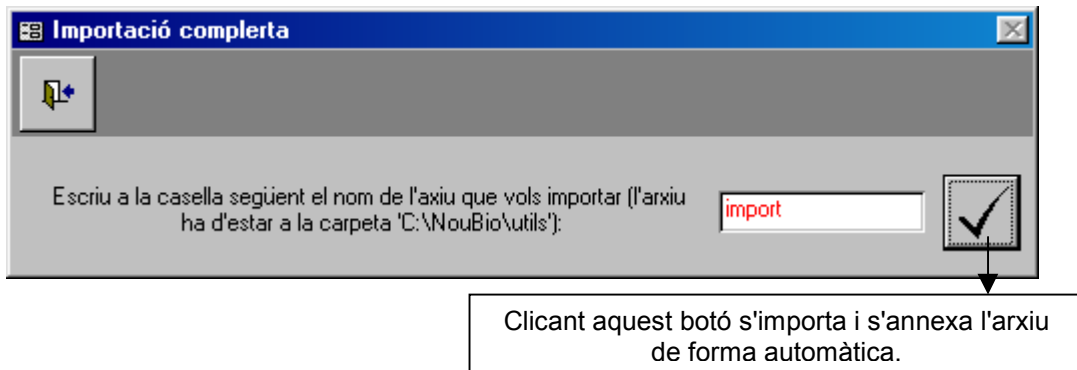 Importació complerta
Escriu a la casella següent el nom de l'axiu que vols importar (l'arxiu
ha d'estar a la carpeta 'C:\NouBio\utils'):
import
Clicant aquest botó s'importa i s'annexa l'arxiu
de forma automàtica.